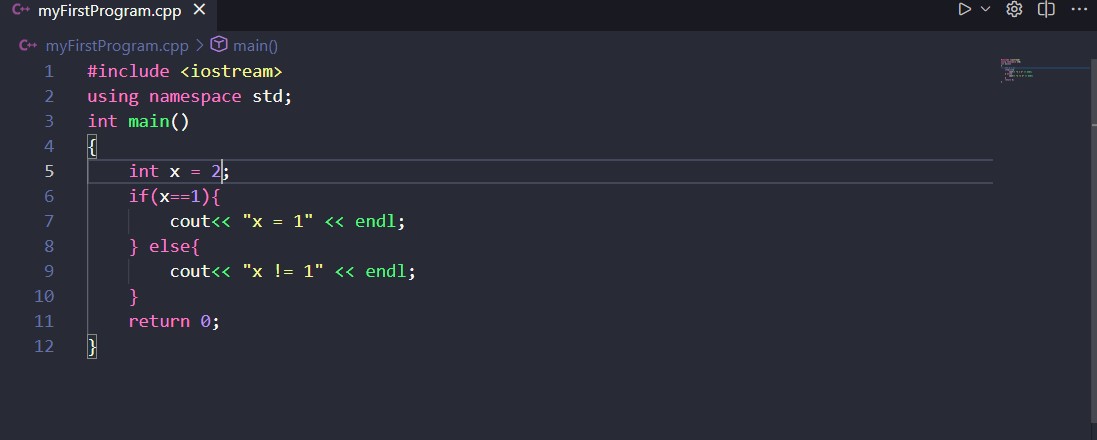 C++ myFirstProgram.cpp
C++ myFirstProgram.cpp > main()
1 #include <iostream>
2 using namespace std;
3 int main()
4 {
5     int x = 2;
6     if(x==1){
7         cout<< "x = 1" << endl;
8     } else{
9         cout<< "x != 1" << endl;
10     }
11     return 0;
12 }